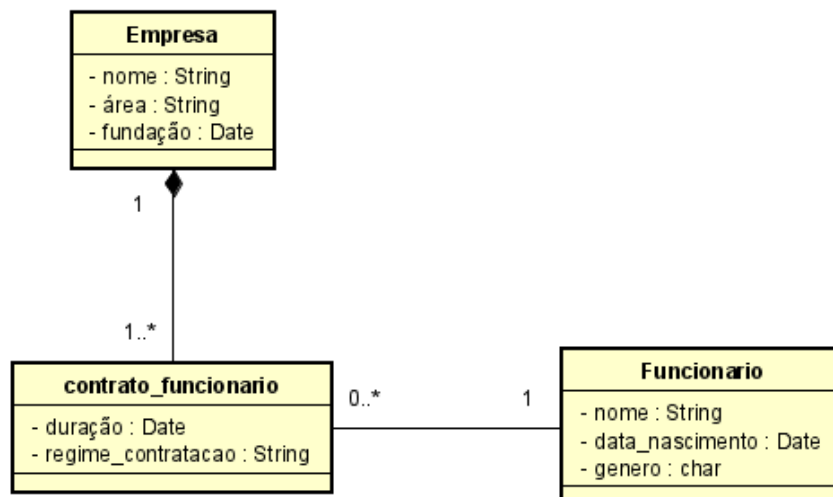 Empresa
- nome : String
- área : String
- fundação : Date
1
1..*
contrato_funcionario
- duração : Date
- regime_contratacao : String
0..*
1
Funcionario
- nome : String
- data_nascimento : Date
- genero : char